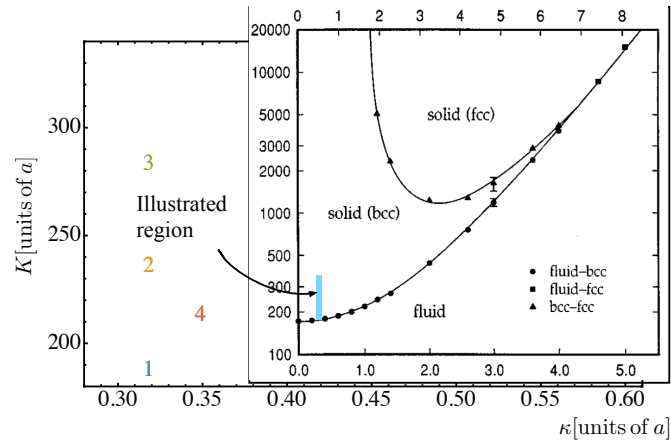 0 1 2 3 4 5 6 7 8
20000
10000
5000
3000
2000
1000
500
300
200
100
0.0 1.0 2.0 3.0 4.0 5.0
solid (fcc)
solid (bcc)
fluid
fluid–bcc
fluid–fcc
bcc–fcc
300
250
200
K[units of a]
3
Illustrated
region
2
4
1
0.30 0.35 0.40 0.45 0.50 0.55 0.60
κ[units of a]